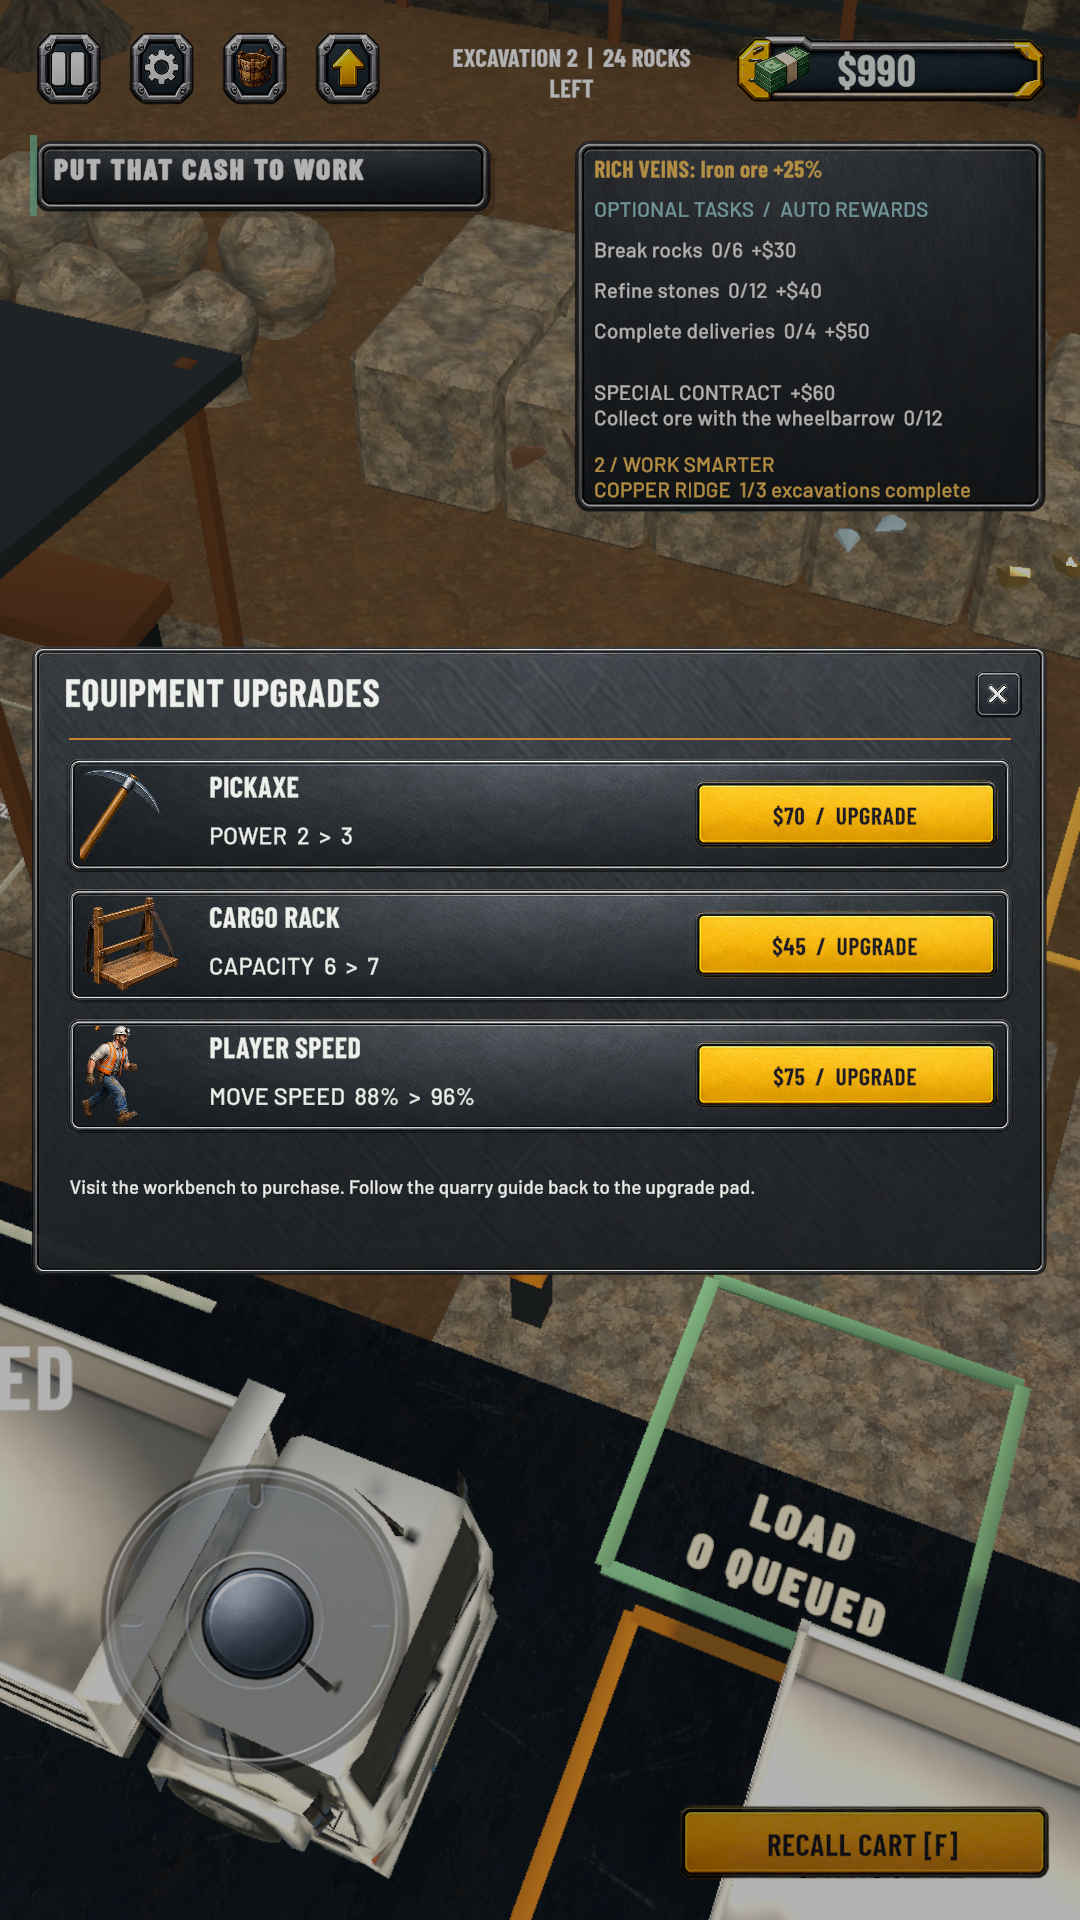 EXCAVATION 2 | 24 ROCKS
LEFT
$990
PUT THAT CASH TO WORK
RICH VEINS: Iron ore +25%
OPTIONAL TASKS / AUTO REWARDS
Break rocks 0/6 +$30
Refine stones 0/12 +$40
Complete deliveries 0/4 +$50
SPECIAL CONTRACT +$60
Collect ore with the wheelbarrow 0/12
2 / WORK SMARTER
COPPER RIDGE 1/3 excavations complete
EQUIPMENT UPGRADES
PICKAXE
POWER 2 > 3
$70 / UPGRADE
CARGO RACK
CAPACITY 6 > 7
$45 / UPGRADE
PLAYER SPEED
MOVE SPEED 88% > 96%
$75 / UPGRADE
Visit the workbench to purchase. Follow the quarry guide back to the upgrade pad.
ED
LOAD
0 QUEUED
RECALL CART [F]